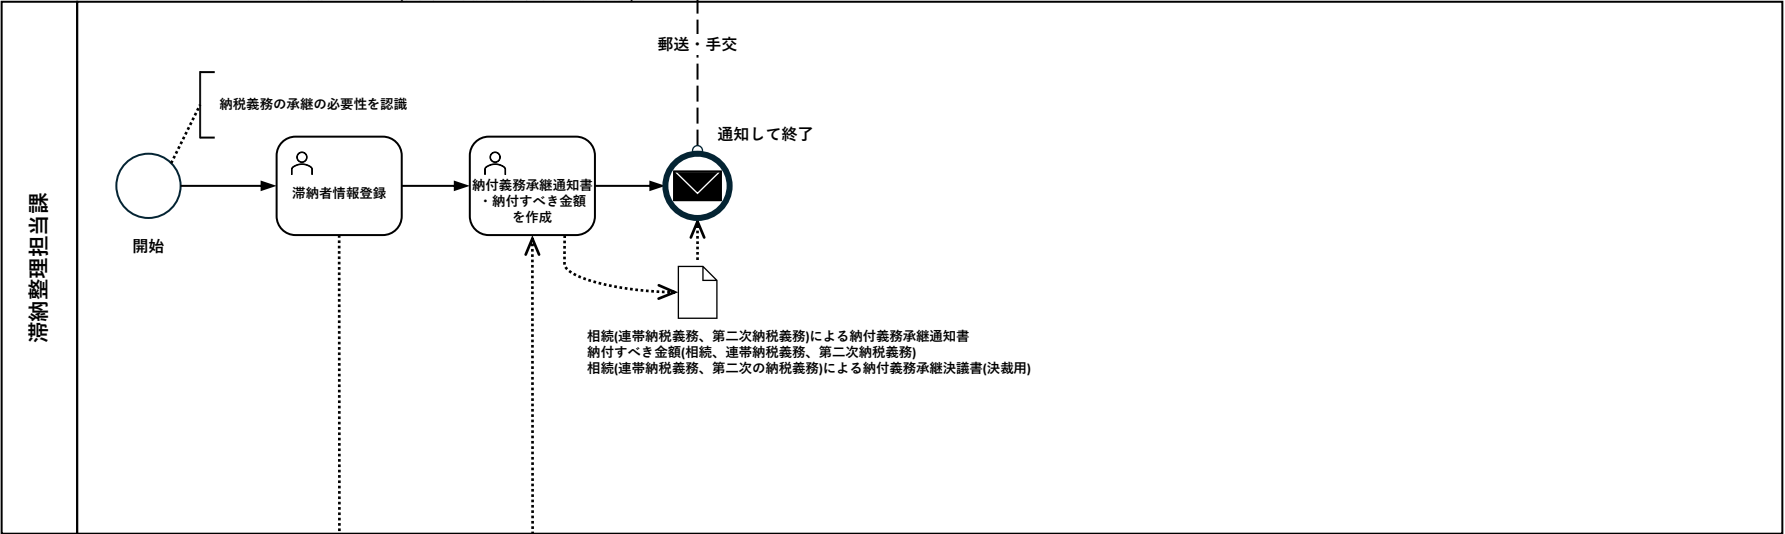 郵送・手交
納税義務の承継の必要性を認識
通知して終了
滞納者情報登録
納付義務承継通知書
・納付すべき金額
を作成
開始
滞納整理担当課
相続(連帯納税義務、第二次納税義務)による納付義務承継通知書
納付すべき金額(相続、連帯納税義務、第二次納税義務)
相続(連帯納税義務、第二次の納税義務)による納付義務承継決議書(決裁用)